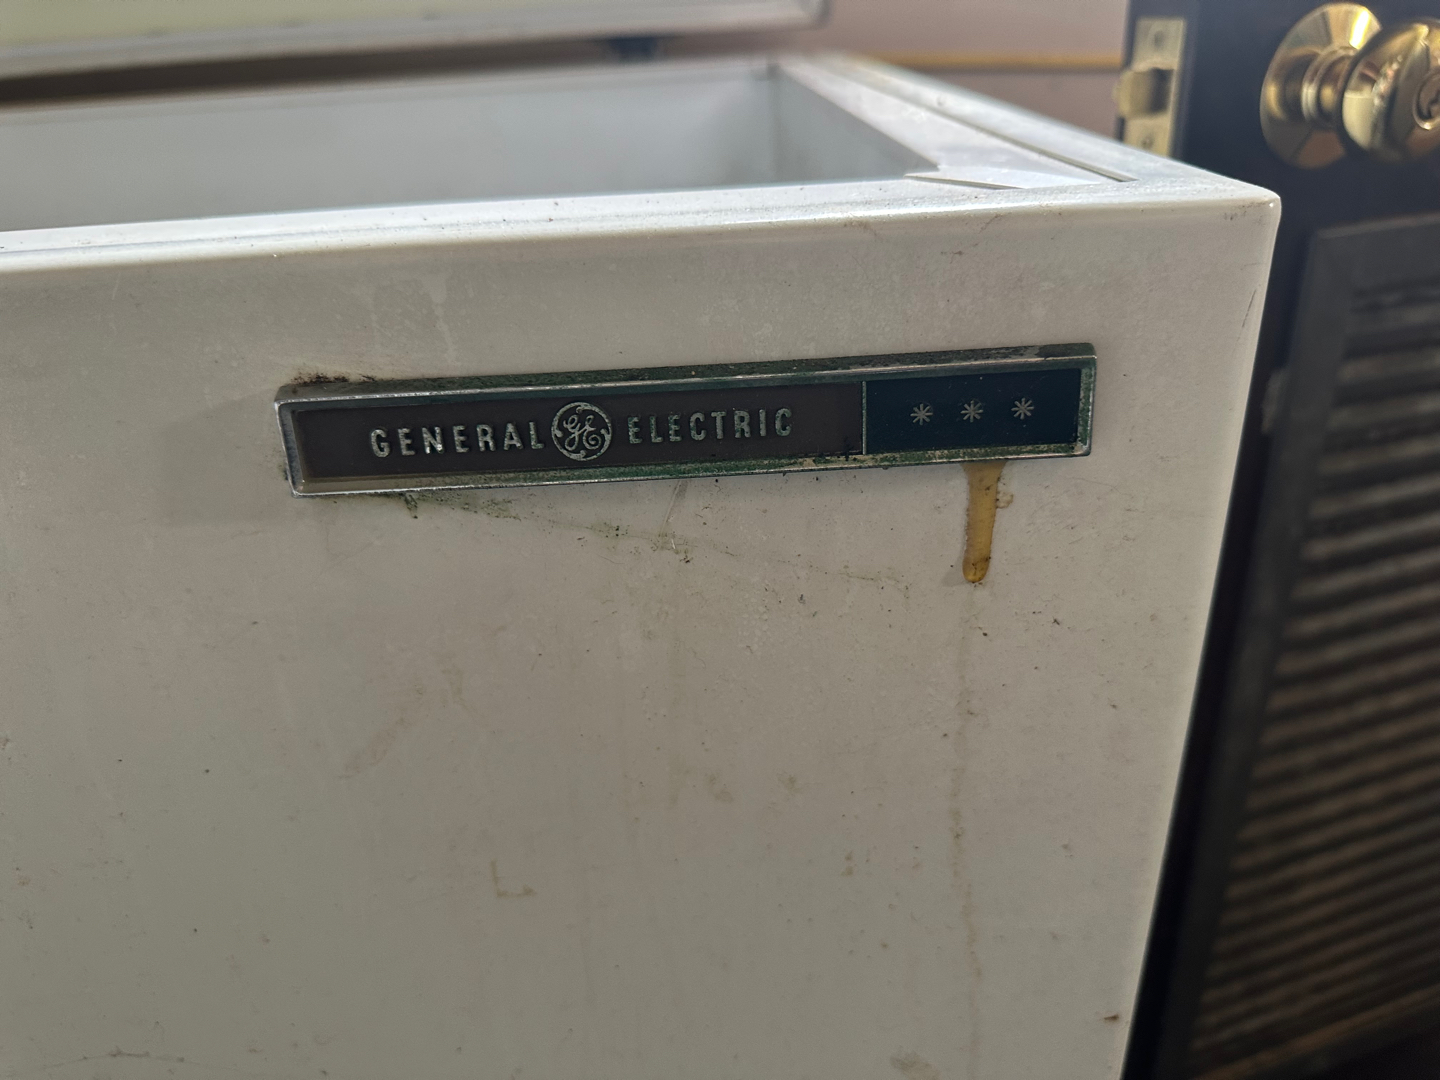 GENERAL GE ELECTRIC * * *